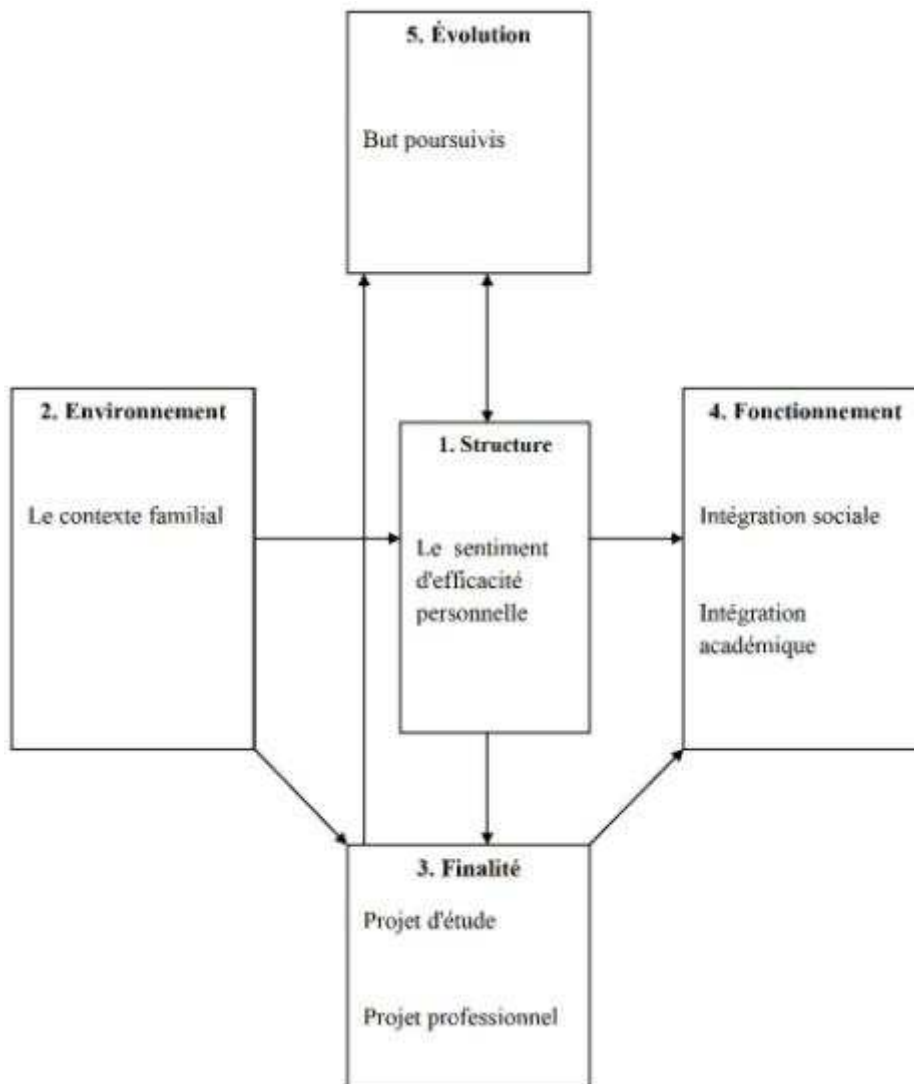 5. Évolution
But poursuivis
2. Environnement
Le contexte familial
1. Structure
Le sentiment
d'efficacité
personnelle
4. Fonctionnement
Intégration sociale
Intégration
académique
3. Finalité
Projet d'étude
Projet professionnel